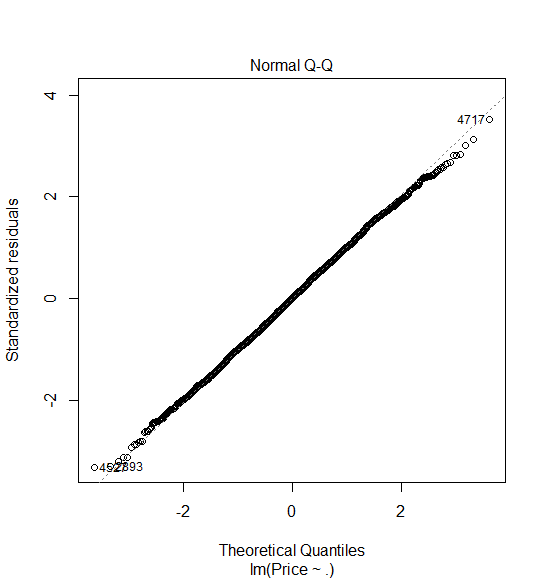 Normal Q-Q
4
2
0
-2
Standardized residuals
4717
-2
0
2
Theoretical Quantiles
lm(Price ~ .)